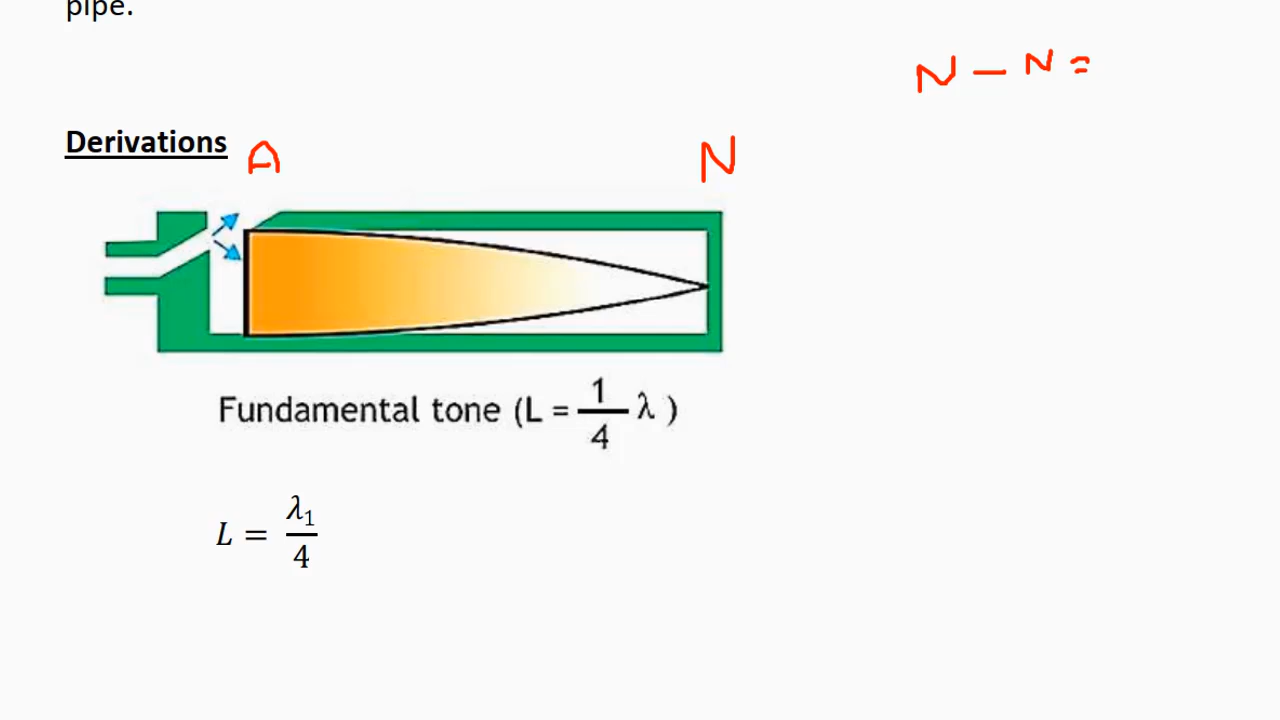 pipe.
N – N =
Derivations
A N
Fundamental tone (L = 1/4 λ )
L = λ₁/4